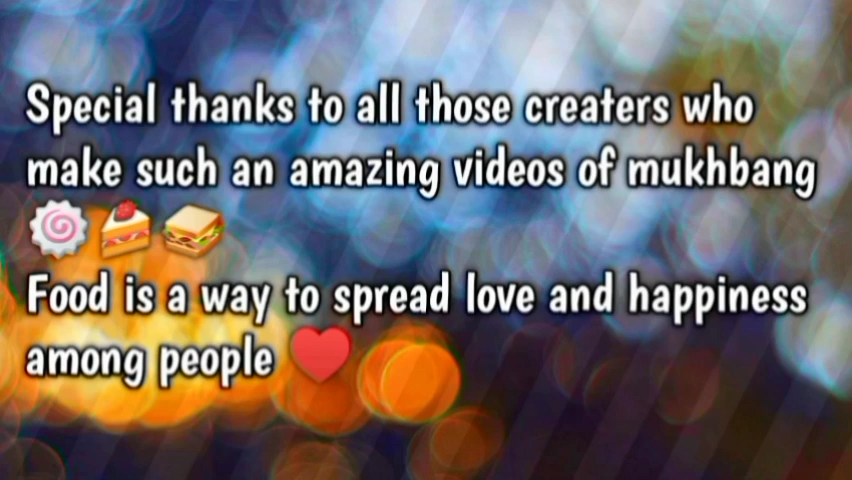 Special thanks to all those creaters who
make such an amazing videos of mukhbang
🍥🍰🥪
Food is a way to spread love and happiness
among people ♥️